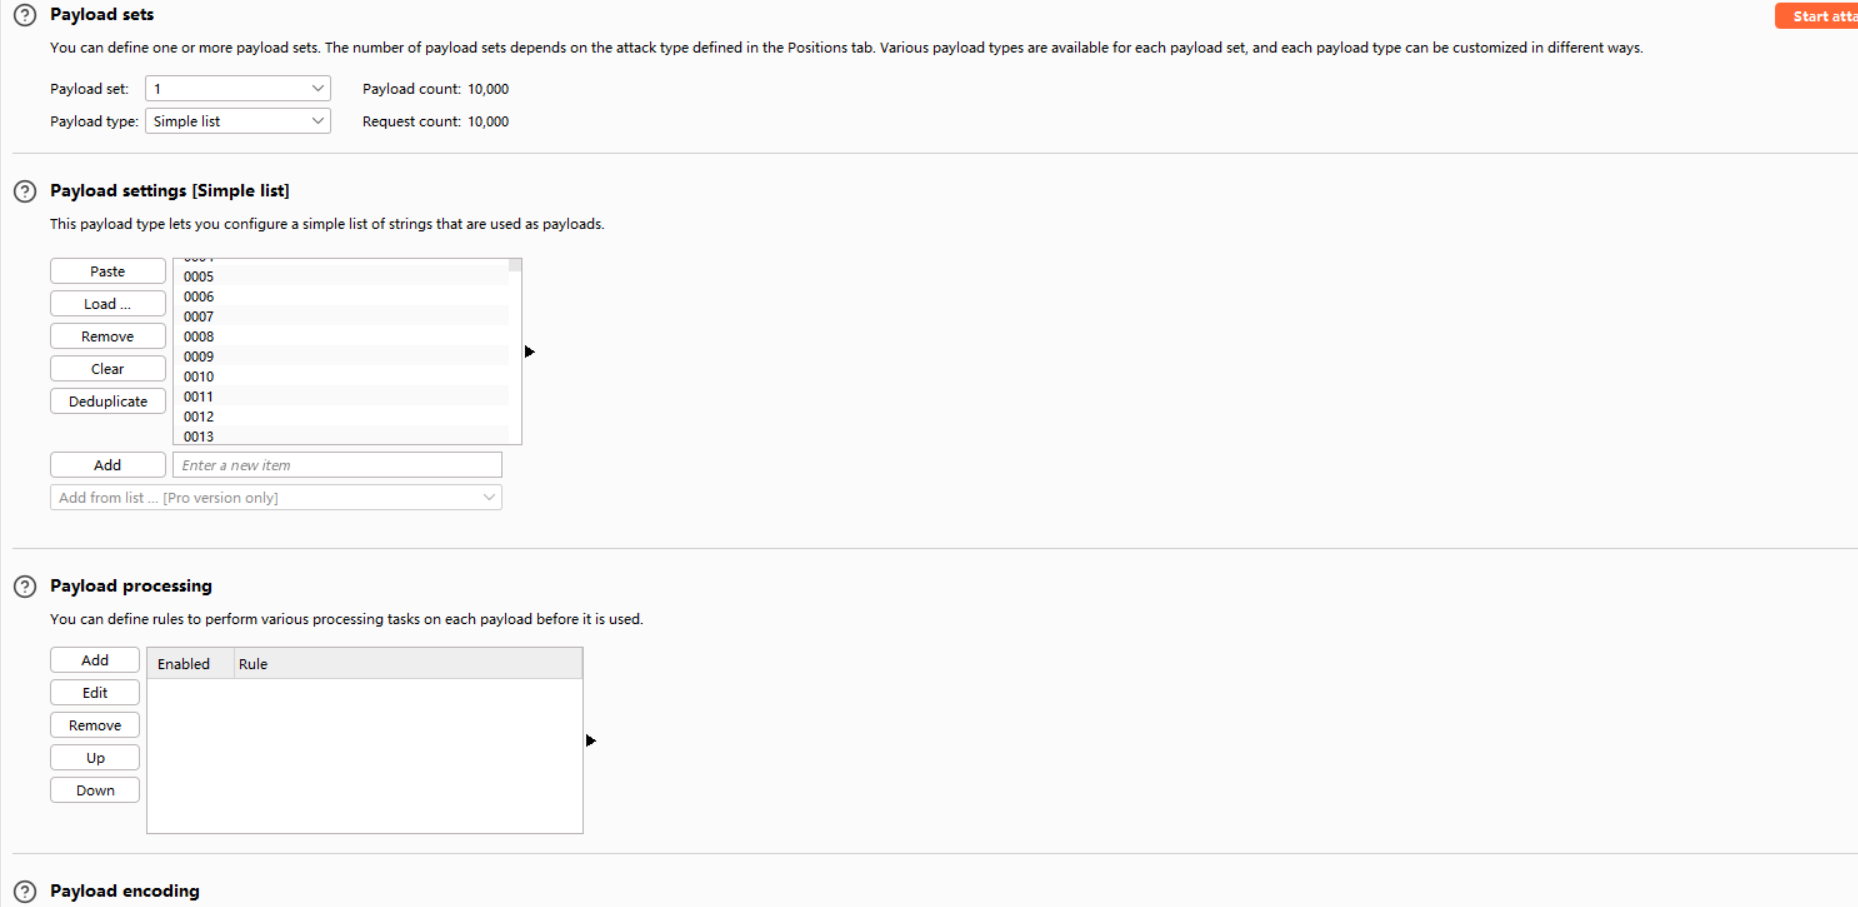 Payload sets
Start atta
You can define one or more payload sets. The number of payload sets depends on the attack type defined in the Positions tab. Various payload types are available for each payload set, and each payload type can be customized in different ways.
Payload set: 1 Payload count: 10,000
Payload type: Simple list Request count: 10,000
Payload settings [Simple list]
This payload type lets you configure a simple list of strings that are used as payloads.
Paste
Load ...
Remove
Clear
Deduplicate
0005
0006
0007
0008
0009
0010
0011
0012
0013
Add Enter a new item
Add from list ... [Pro version only]
Payload processing
You can define rules to perform various processing tasks on each payload before it is used.
Add
Edit
Remove
Up
Down
Enabled Rule
Payload encoding